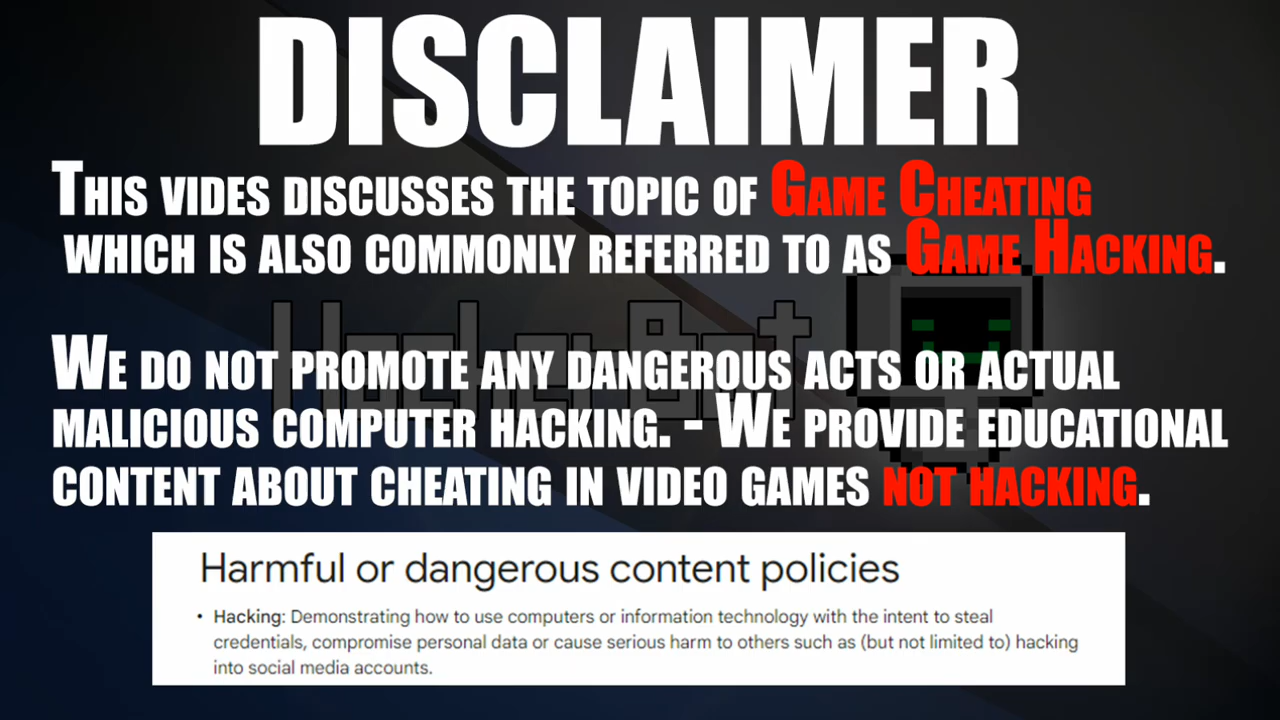 DISCLAIMER
THIS VIDES DISCUSSES THE TOPIC OF GAME CHEATING
WHICH IS ALSO COMMONLY REFERRED TO AS GAME HACKING.
Hacker Bot
WE DO NOT PROMOTE ANY DANGEROUS ACTS OR ACTUAL
MALICIOUS COMPUTER HACKING. - WE PROVIDE EDUCATIONAL
CONTENT ABOUT CHEATING IN VIDEO GAMES NOT HACKING.
Harmful or dangerous content policies
• Hacking: Demonstrating how to use computers or information technology with the intent to steal
credentials, compromise personal data or cause serious harm to others such as (but not limited to) hacking
into social media accounts.